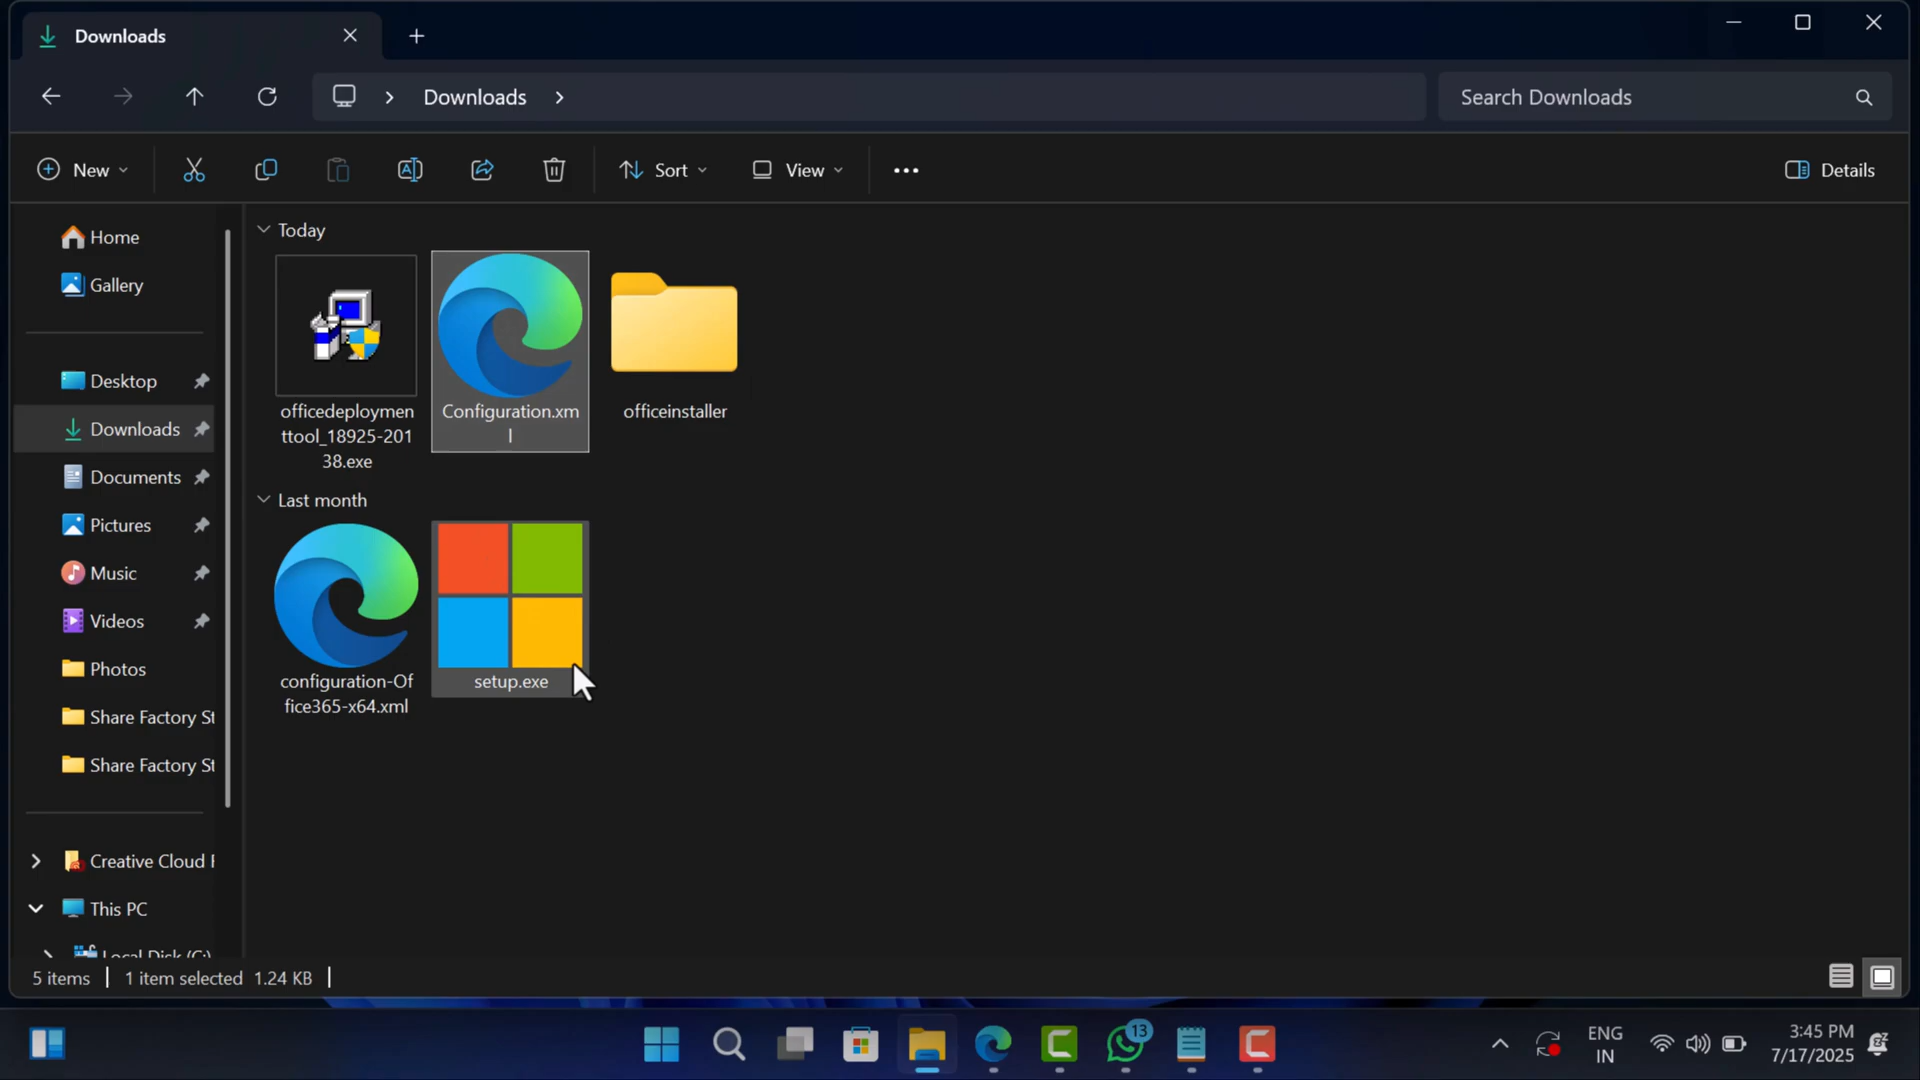 Downloads
Downloads
Search Downloads
New
Sort
View
Details
Home
Gallery
Desktop
Downloads
Documents
Pictures
Music
Videos
Photos
Share Factory St
Share Factory St
Creative Cloud F
This PC
Local Disk (C:)
Today
officedeploymen
ttool_18925-201
38.exe
Configuration.xm
l
officeinstaller
Last month
configuration-Of
fice365-x64.xml
setup.exe
5 items
1 item selected 1.24 KB
13
ENG
IN
3:45 PM
7/17/2025